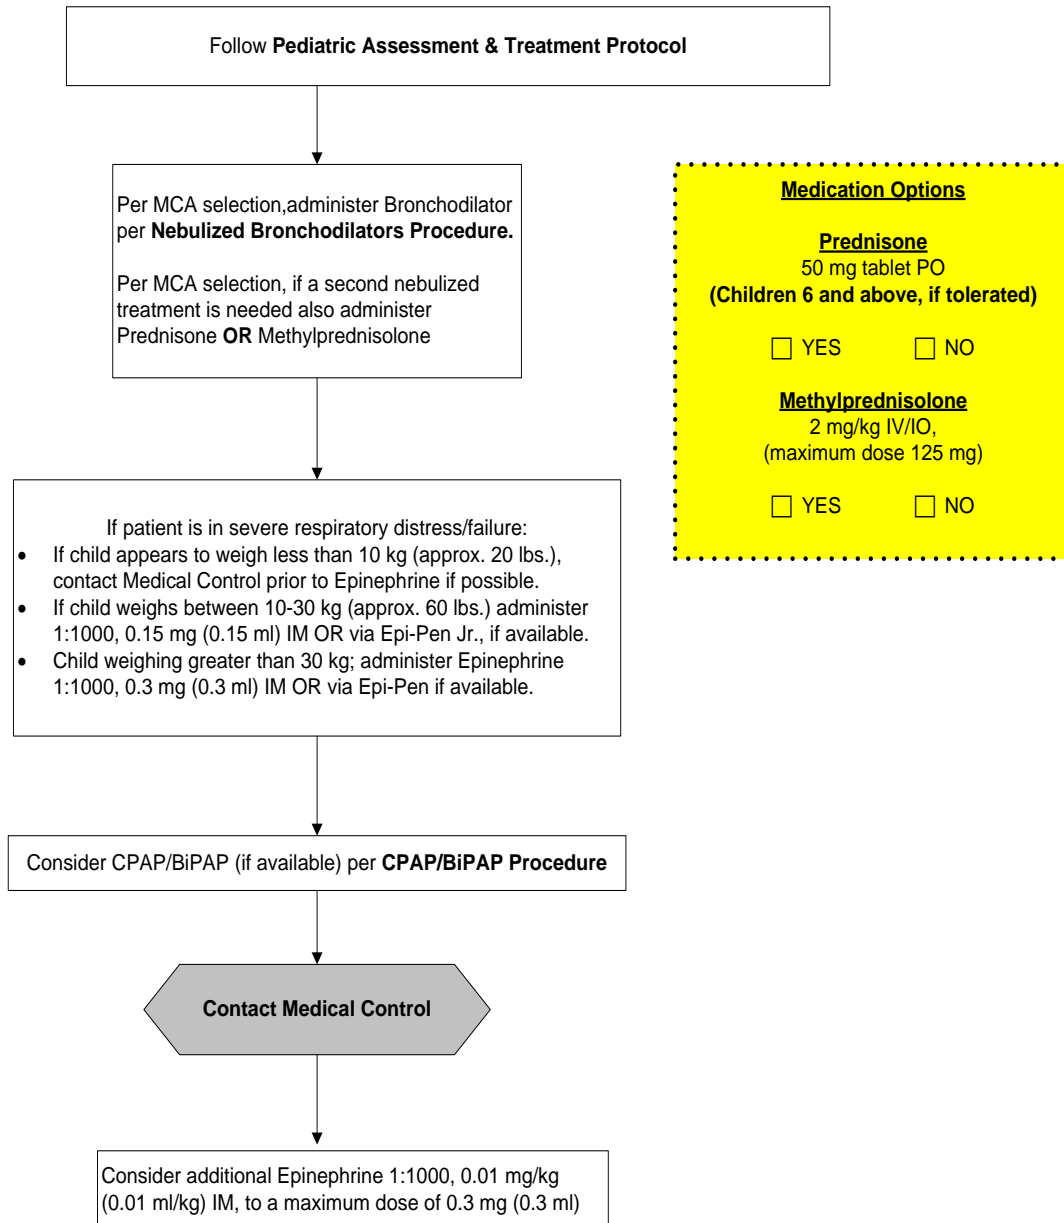 Follow Pediatric Assessment & Treatment Protocol
Per MCA selection,administer Bronchodilator
per Nebulized Bronchodilators Procedure.
Per MCA selection, if a second nebulized
treatment is needed also administer
Prednisone OR Methylprednisolone
Medication Options
Prednisone
50 mg tablet PO
(Children 6 and above, if tolerated)
☐ YES ☐ NO
Methylprednisolone
2 mg/kg IV/IO,
(maximum dose 125 mg)
☐ YES ☐ NO
If patient is in severe respiratory distress/failure:
• If child appears to weigh less than 10 kg (approx. 20 lbs.),
contact Medical Control prior to Epinephrine if possible.
• If child weighs between 10-30 kg (approx. 60 lbs.) administer
1:1000, 0.15 mg (0.15 ml) IM OR via Epi-Pen Jr., if available.
• Child weighing greater than 30 kg; administer Epinephrine
1:1000, 0.3 mg (0.3 ml) IM OR via Epi-Pen if available.
Consider CPAP/BiPAP (if available) per CPAP/BiPAP Procedure
Contact Medical Control
Consider additional Epinephrine 1:1000, 0.01 mg/kg
(0.01 ml/kg) IM, to a maximum dose of 0.3 mg (0.3 ml)